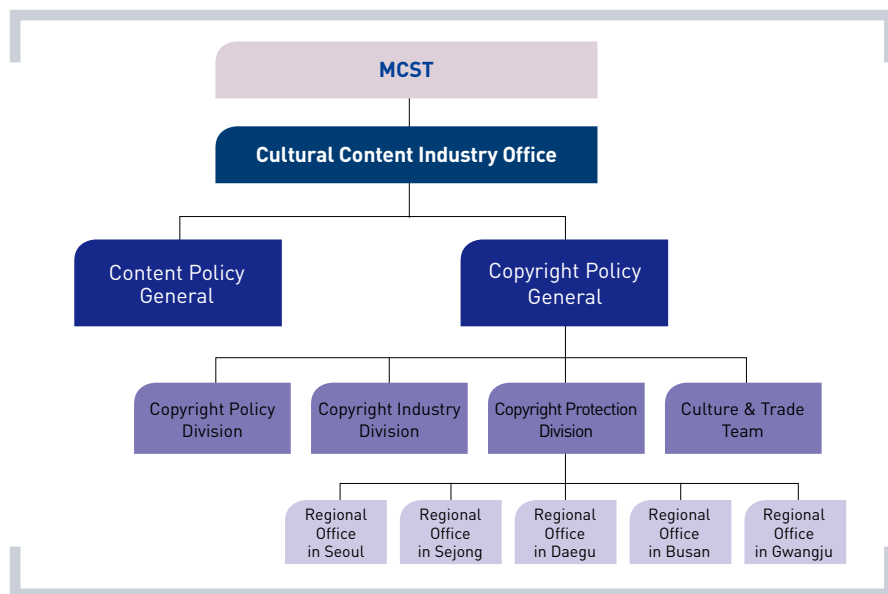 MCST
Cultural Content Industry Office
Content Policy
General
Copyright Policy
General
Copyright Policy
Division
Copyright Industry
Division
Copyright Protection
Division
Culture & Trade
Team
Regional
Office
in Seoul
Regional
Office
in Sejong
Regional
Office
in Daegu
Regional
Office
in Busan
Regional
Office
in Gwangju